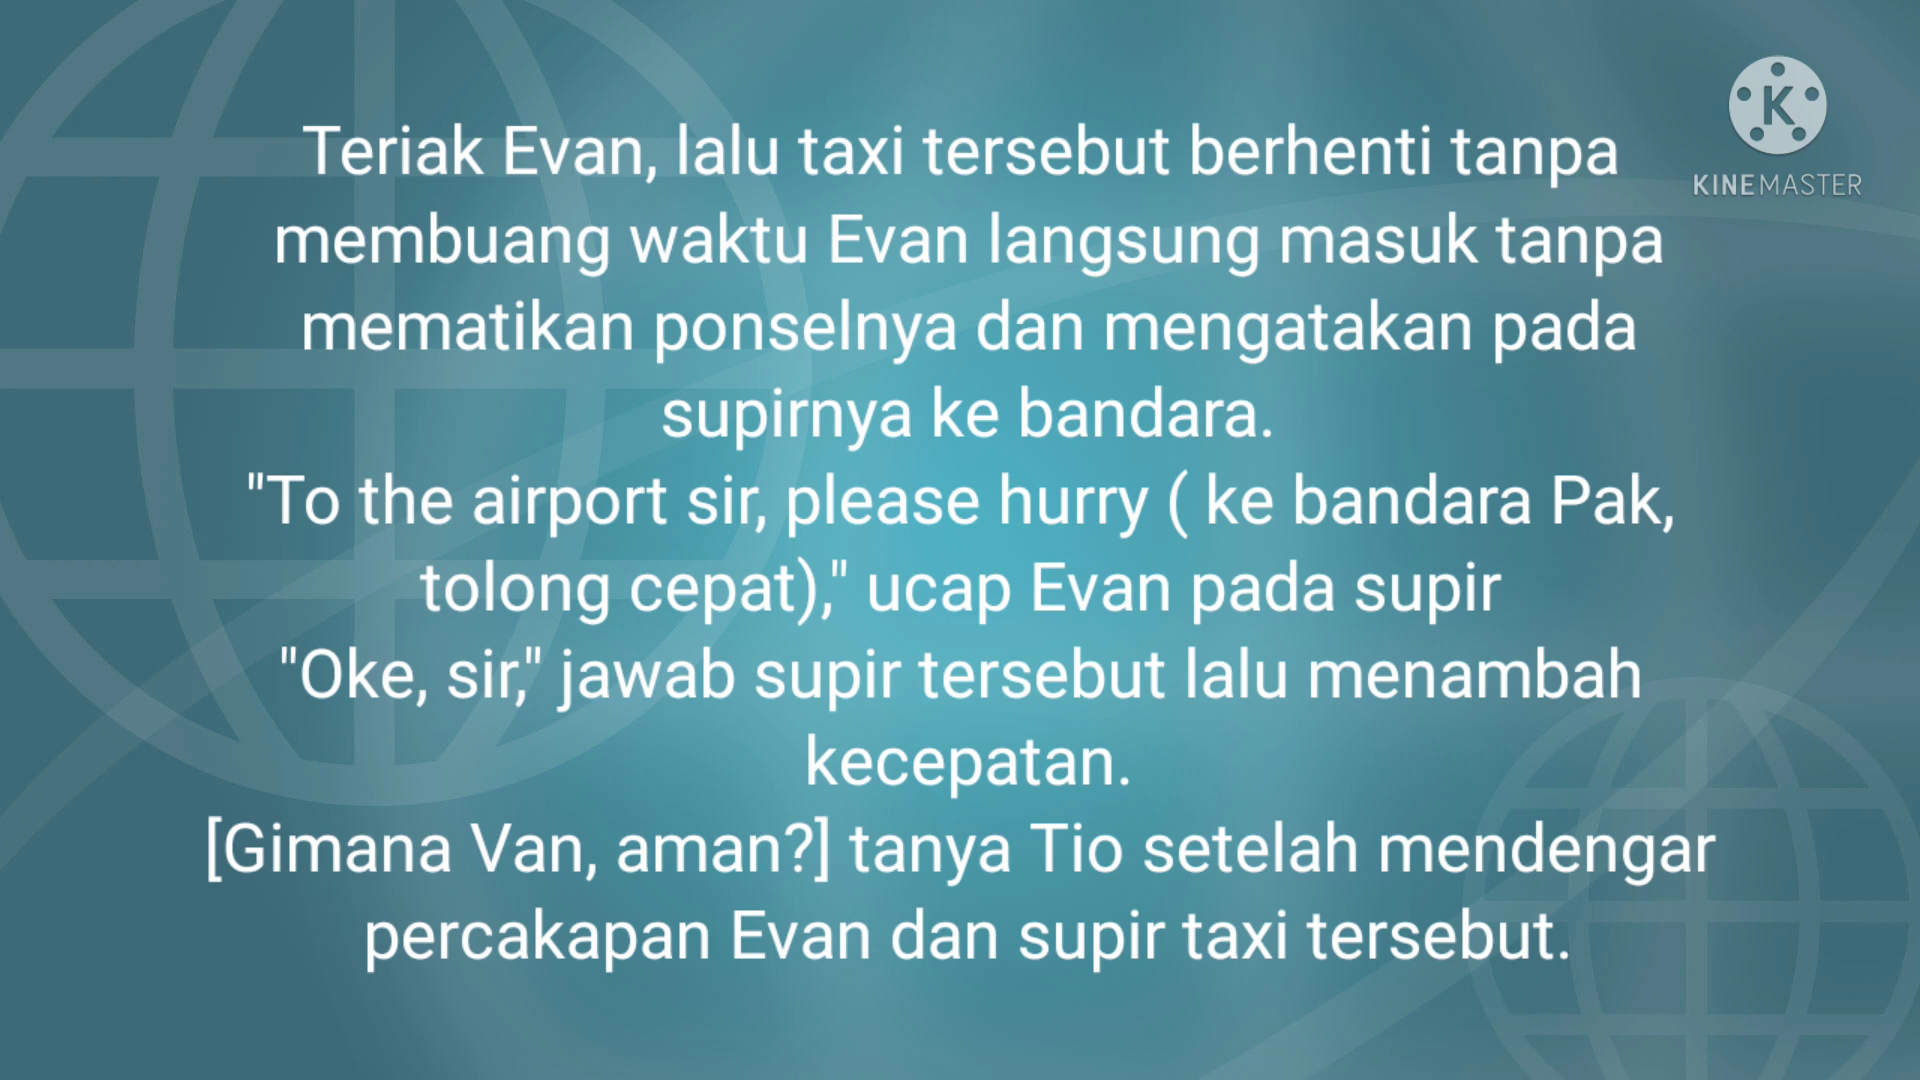 Teriak Evan, lalu taxi tersebut berhenti tanpa
membuang waktu Evan langsung masuk tanpa
mematikan ponselnya dan mengatakan pada
supirnya ke bandara.
"To the airport sir, please hurry ( ke bandara Pak,
tolong cepat)," ucap Evan pada supir
"Oke, sir," jawab supir tersebut lalu menambah
kecepatan.
[Gimana Van, aman?] tanya Tio setelah mendengar
percakapan Evan dan supir taxi tersebut.
K
KINEMASTER